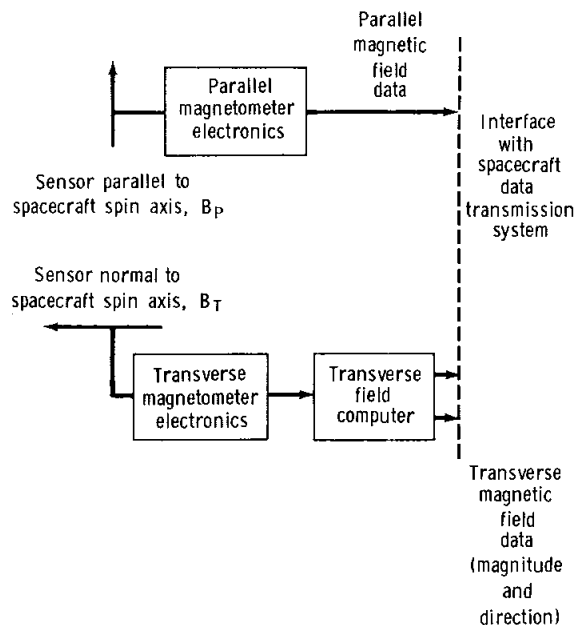 Parallel
magnetic
field
data
Parallel
magnetometer
electronics
Interface
with
spacecraft
data
transmission
system
Sensor parallel to
spacecraft spin axis, BP
Sensor normal to
spacecraft spin axis, BT
Transverse
magnetometer
electronics
Transverse
field
computer
Transverse
magnetic
field
data
(magnitude
and
direction)